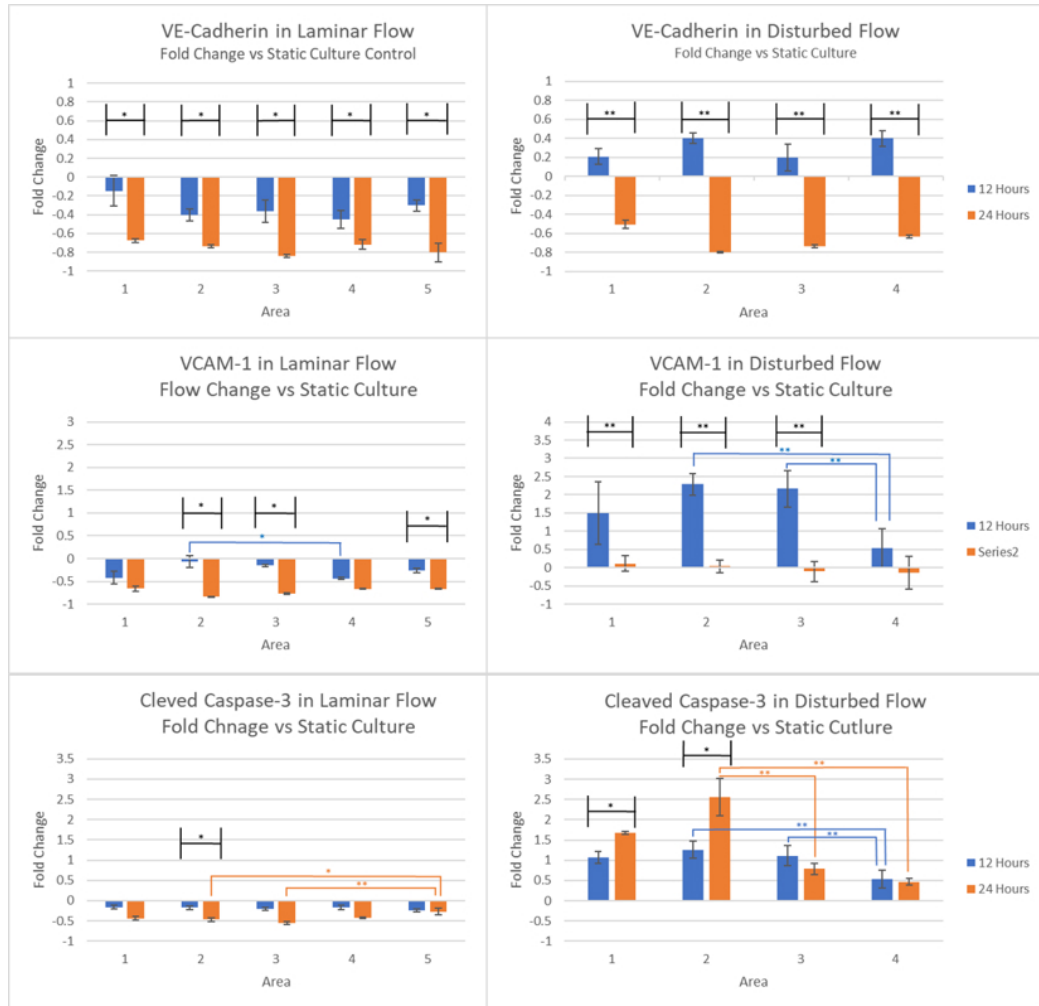 VE-Cadherin in Laminar Flow
Fold Change vs Static Culture Control
1
0.8
0.6
0.4
0.2
0
-0.2
-0.4
-0.6
-0.8
-1
Fold Change
* * * * *
1 2 3 4 5
Area
VE-Cadherin in Disturbed Flow
Fold Change vs Static Culture
1
0.8
0.6
0.4
0.2
0
-0.2
-0.4
-0.6
-0.8
-1
Fold Change
** ** ** **
1 2 3 4
Area
12 Hours
24 Hours
VCAM-1 in Laminar Flow
Flow Change vs Static Culture
3
2.5
2
1.5
1
0.5
0
-0.5
-1
Fold Change
* *
*
*
1 2 3 4 5
Area
VCAM-1 in Disturbed Flow
Fold Change vs Static Culture
4
3.5
3
2.5
2
1.5
1
0.5
0
-0.5
-1
Fold Change
** ** **
**
**
1 2 3 4
Area
12 Hours
Series2
Cleved Caspase-3 in Laminar Flow
Fold Chnage vs Static Culture
3.5
3
2.5
2
1.5
1
0.5
0
-0.5
-1
Fold Change
*
*
**
1 2 3 4 5
Area
Cleaved Caspase-3 in Disturbed Flow
Fold Change vs Static Cutlure
3.5
3
2.5
2
1.5
1
0.5
0
-0.5
-1
Fold Change
*
**
**
*
**
**
1 2 3 4
Area
12 Hours
24 Hours